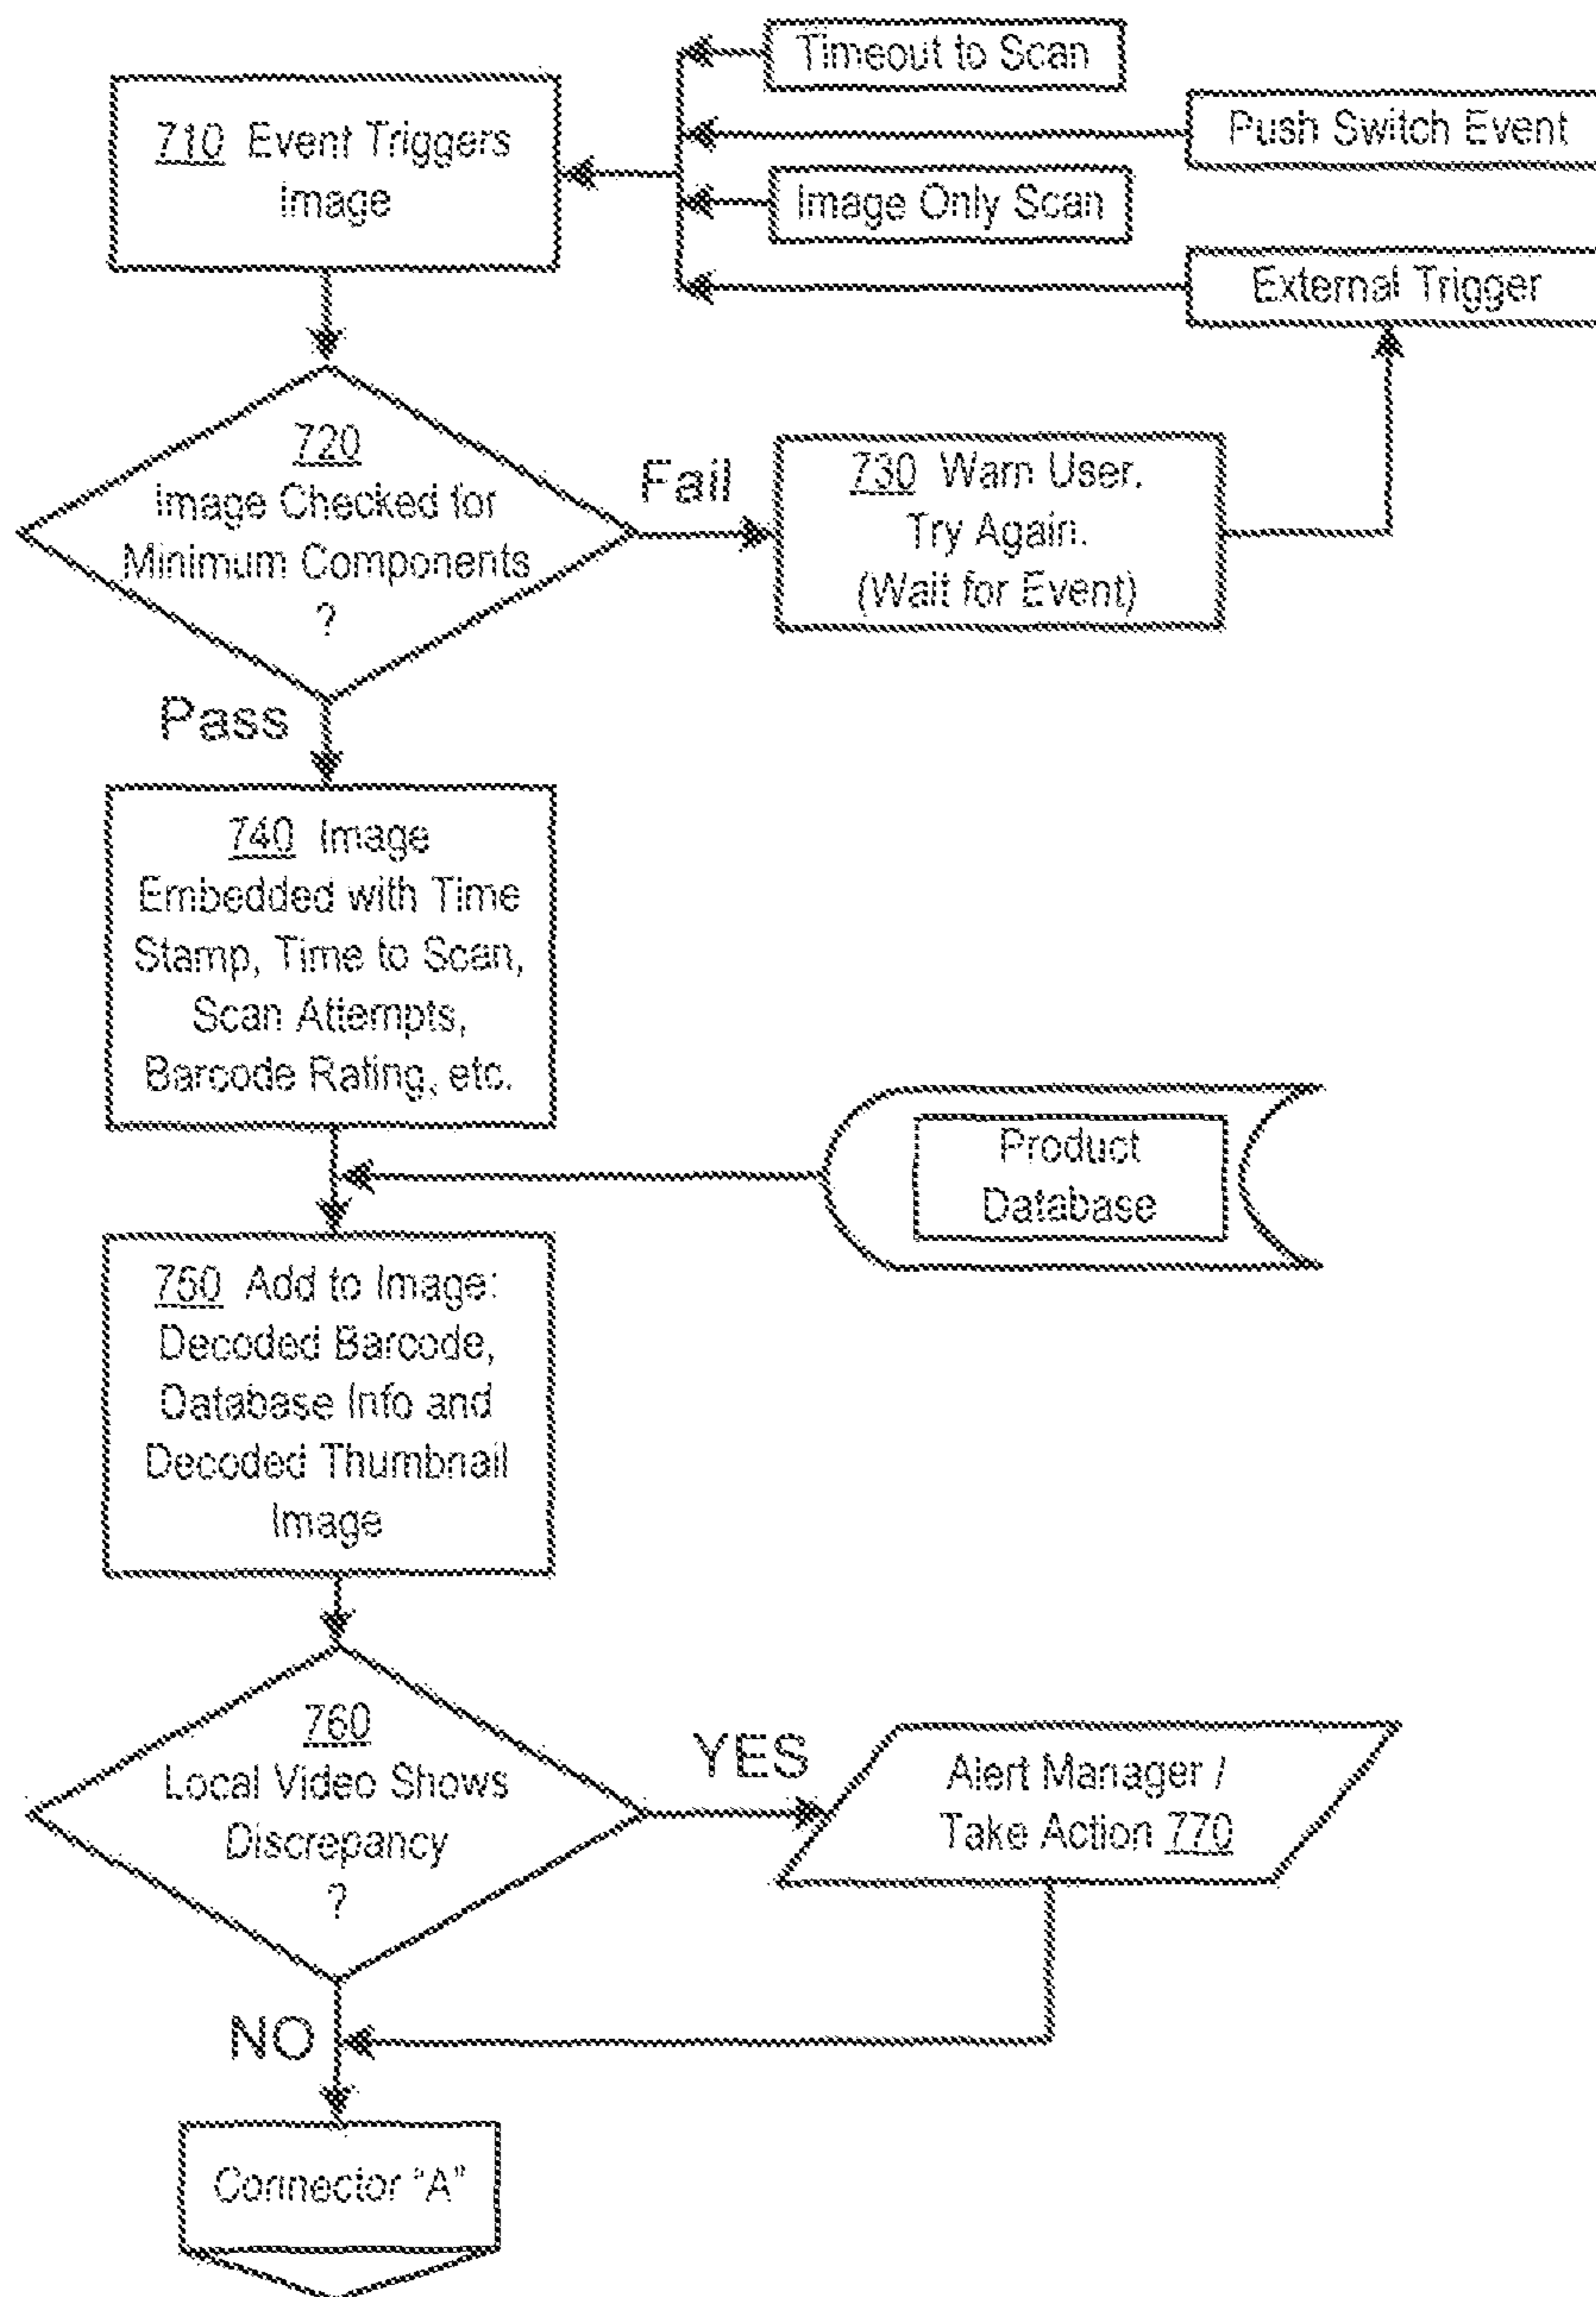 Timeout to Scan
Push Switch Event
Image Only Scan
External Trigger
710 Event Triggers
Image
720
Image Checked for
Minimum Components
?
Fail
730 Warn User.
Try Again.
(Wait for Event)
Pass
740 Image
Embedded with Time
Stamp, Time to Scan,
Scan Attempts,
Barcode Rating, etc.
Product
Database
750 Add to Image:
Decoded Barcode,
Database Info and
Decoded Thumbnail
Image
760
Local Video Shows
Discrepancy
?
YES
Alert Manager /
Take Action 770
NO
Connector "A"